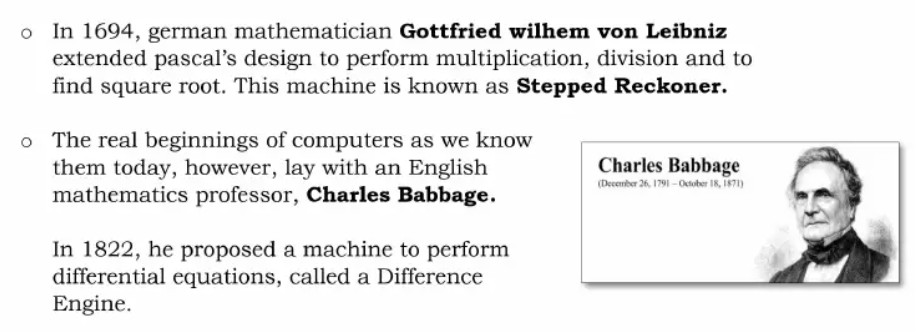 o In 1694, german mathematician Gottfried wilhem von Leibniz
extended pascal's design to perform multiplication, division and to
find square root. This machine is known as Stepped Reckoner.
o The real beginnings of computers as we know
them today, however, lay with an English
mathematics professor, Charles Babbage.
In 1822, he proposed a machine to perform
differential equations, called a Difference
Engine.
Charles Babbage
(December 26, 1791 – October 18, 1871)